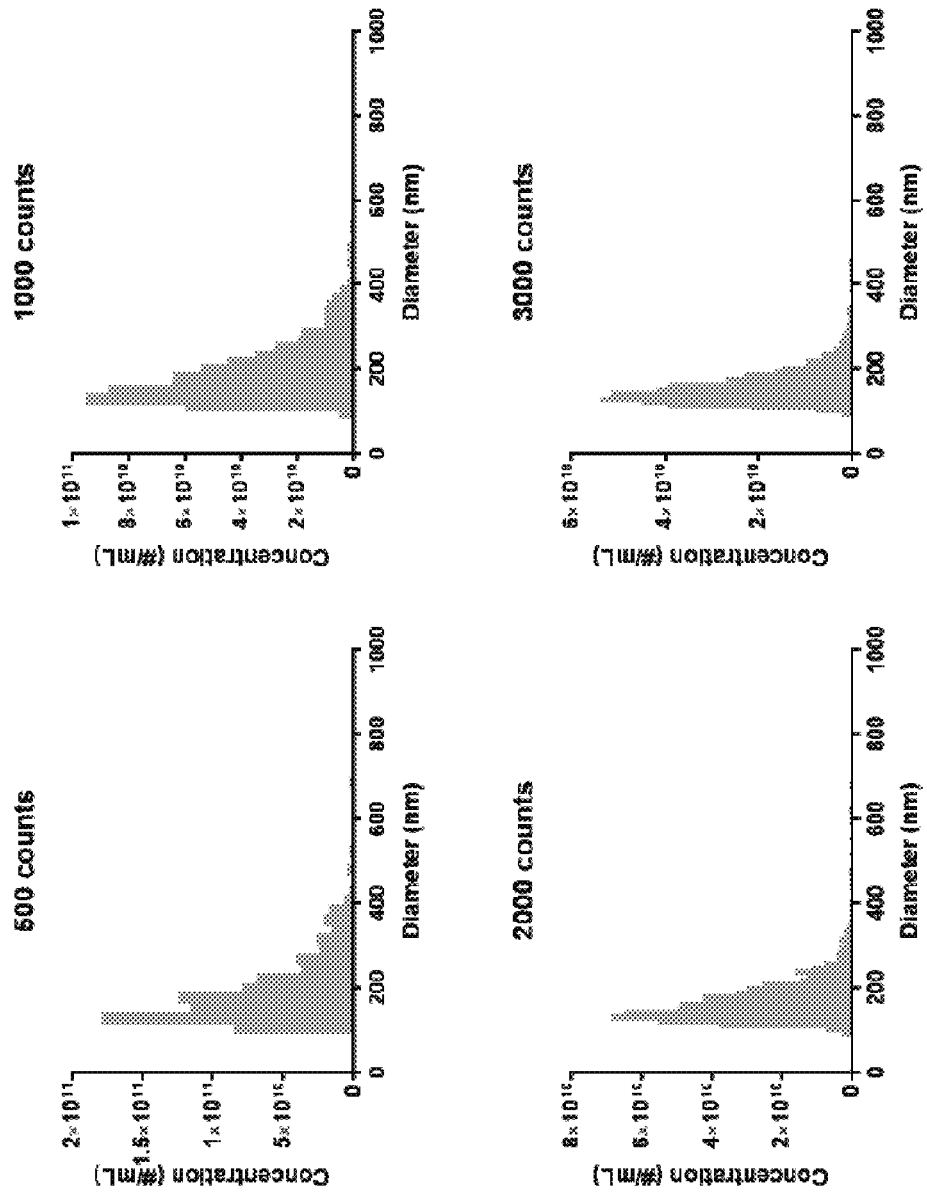 500 counts
2×10¹¹
1.5×10¹¹
1×10¹¹
5×10¹⁰
0
Concentration (#/mL)
0 200 400 600 800 1000
Diameter (nm)
1000 counts
1×10¹¹
8×10¹⁰
6×10¹⁰
4×10¹⁰
2×10¹⁰
0
Concentration (#/mL)
0 200 400 600 800 1000
Diameter (nm)
2000 counts
8×10¹⁰
6×10¹⁰
4×10¹⁰
2×10¹⁰
0
Concentration (#/mL)
0 200 400 600 800 1000
Diameter (nm)
3000 counts
6×10¹⁰
4×10¹⁰
2×10¹⁰
0
Concentration (#/mL)
0 200 400 600 800 1000
Diameter (nm)